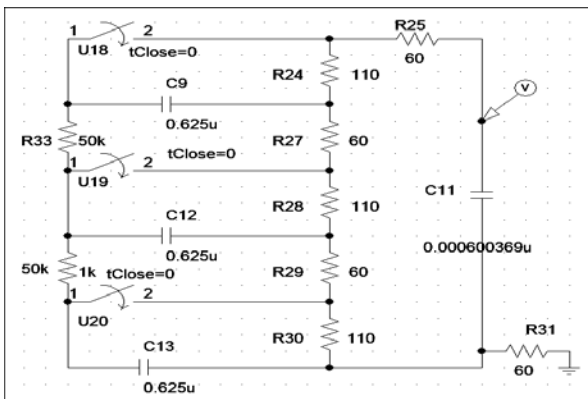 1 2 R25
U18 tClose=0
60
R24 110
C9
V
0.625u
R33 50k R27 60
1 2
tClose=0
U19
C11
R28 110
C12
0.625u
0.000600369u
50k 1k R29 60
tClose=0
1 2
U20 R31
R30 110
C13
60
0.625u